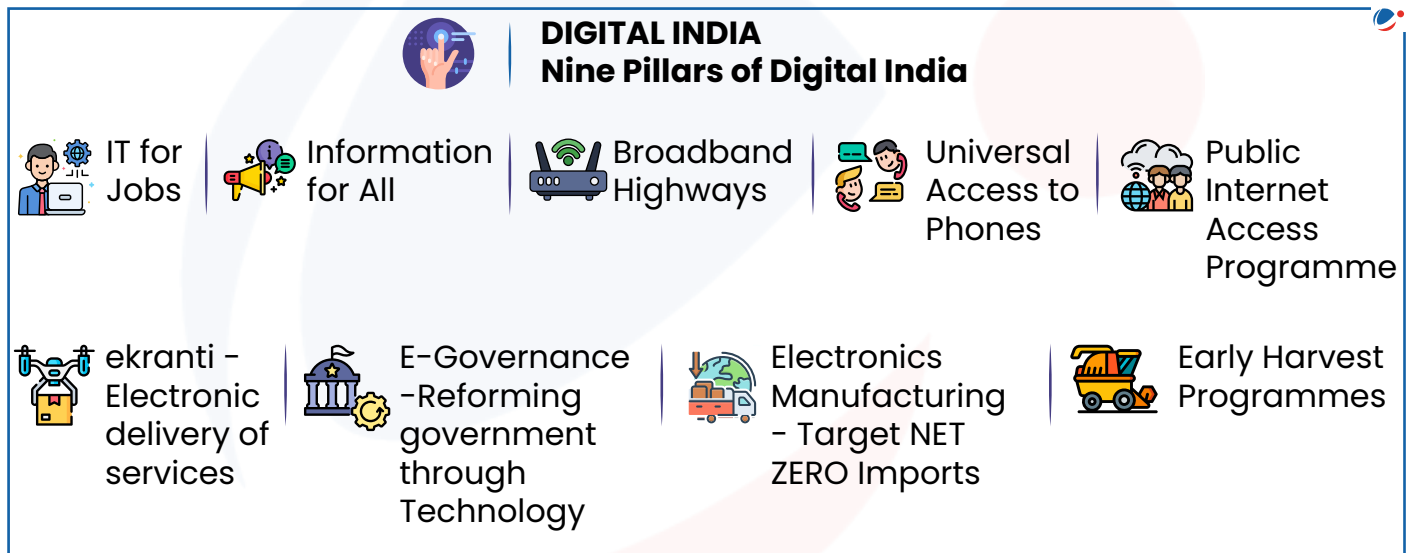 DIGITAL INDIA
Nine Pillars of Digital India
IT for
Jobs
Information
for All
Broadband
Highways
Universal
Access to
Phones
Public
Internet
Access
Programme
ekranti -
Electronic
delivery of
services
E-Governance
-Reforming
government
through
Technology
Electronics
Manufacturing
- Target NET
ZERO Imports
Early Harvest
Programmes